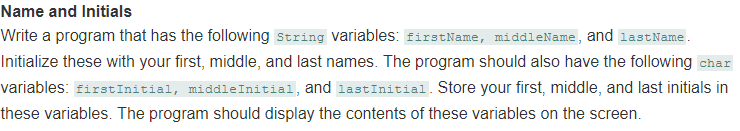 Name and Initials
Write a program that has the following String variables: firstName, middleName, and lastName.
Initialize these with your first, middle, and last names. The program should also have the following char
variables: firstInitial, middleInitial, and lastInitial. Store your first, middle, and last initials in
these variables. The program should display the contents of these variables on the screen.